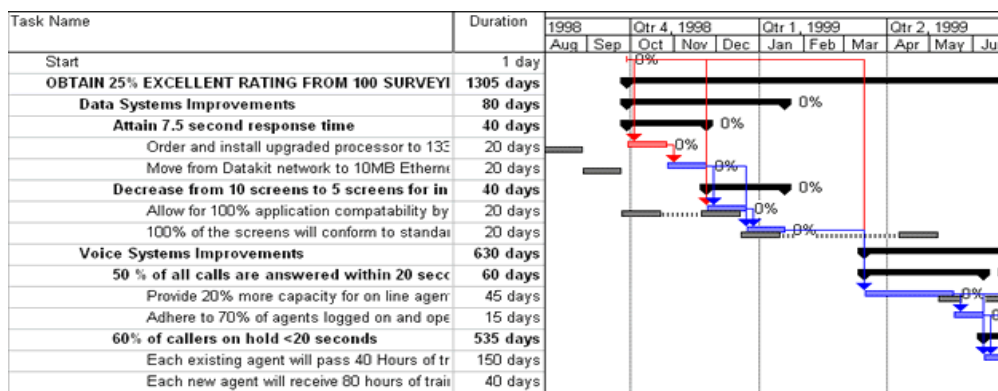 Task Name Duration 1998 Qtr 4, 1998 Qtr 1, 1999 Qtr 2, 1999
Aug Sep Oct Nov Dec Jan Feb Mar Apr May Ju
Start 1 day 0%
OBTAIN 25% EXCELLENT RATING FROM 100 SURVEYI 1305 days
Data Systems Improvements 80 days 0%
Attain 7.5 second response time 40 days 0%
Order and install upgraded processor to 133 20 days 0%
Move from Datakit network to 10MB Etherne 20 days 0%
Decrease from 10 screens to 5 screens for in 40 days 0%
Allow for 100% application compatability by 20 days 0%
100% of the screens will conform to standar 20 days 0%
Voice Systems Improvements 630 days
50 % of all calls are answered within 20 secc 60 days
Provide 20% more capacity for on line agen 45 days 0%
Adhere to 70% of agents logged on and ope 15 days
60% of callers on hold <20 seconds 535 days
Each existing agent will pass 40 Hours of tr 150 days
Each new agent will receive 80 hours of trair 40 days